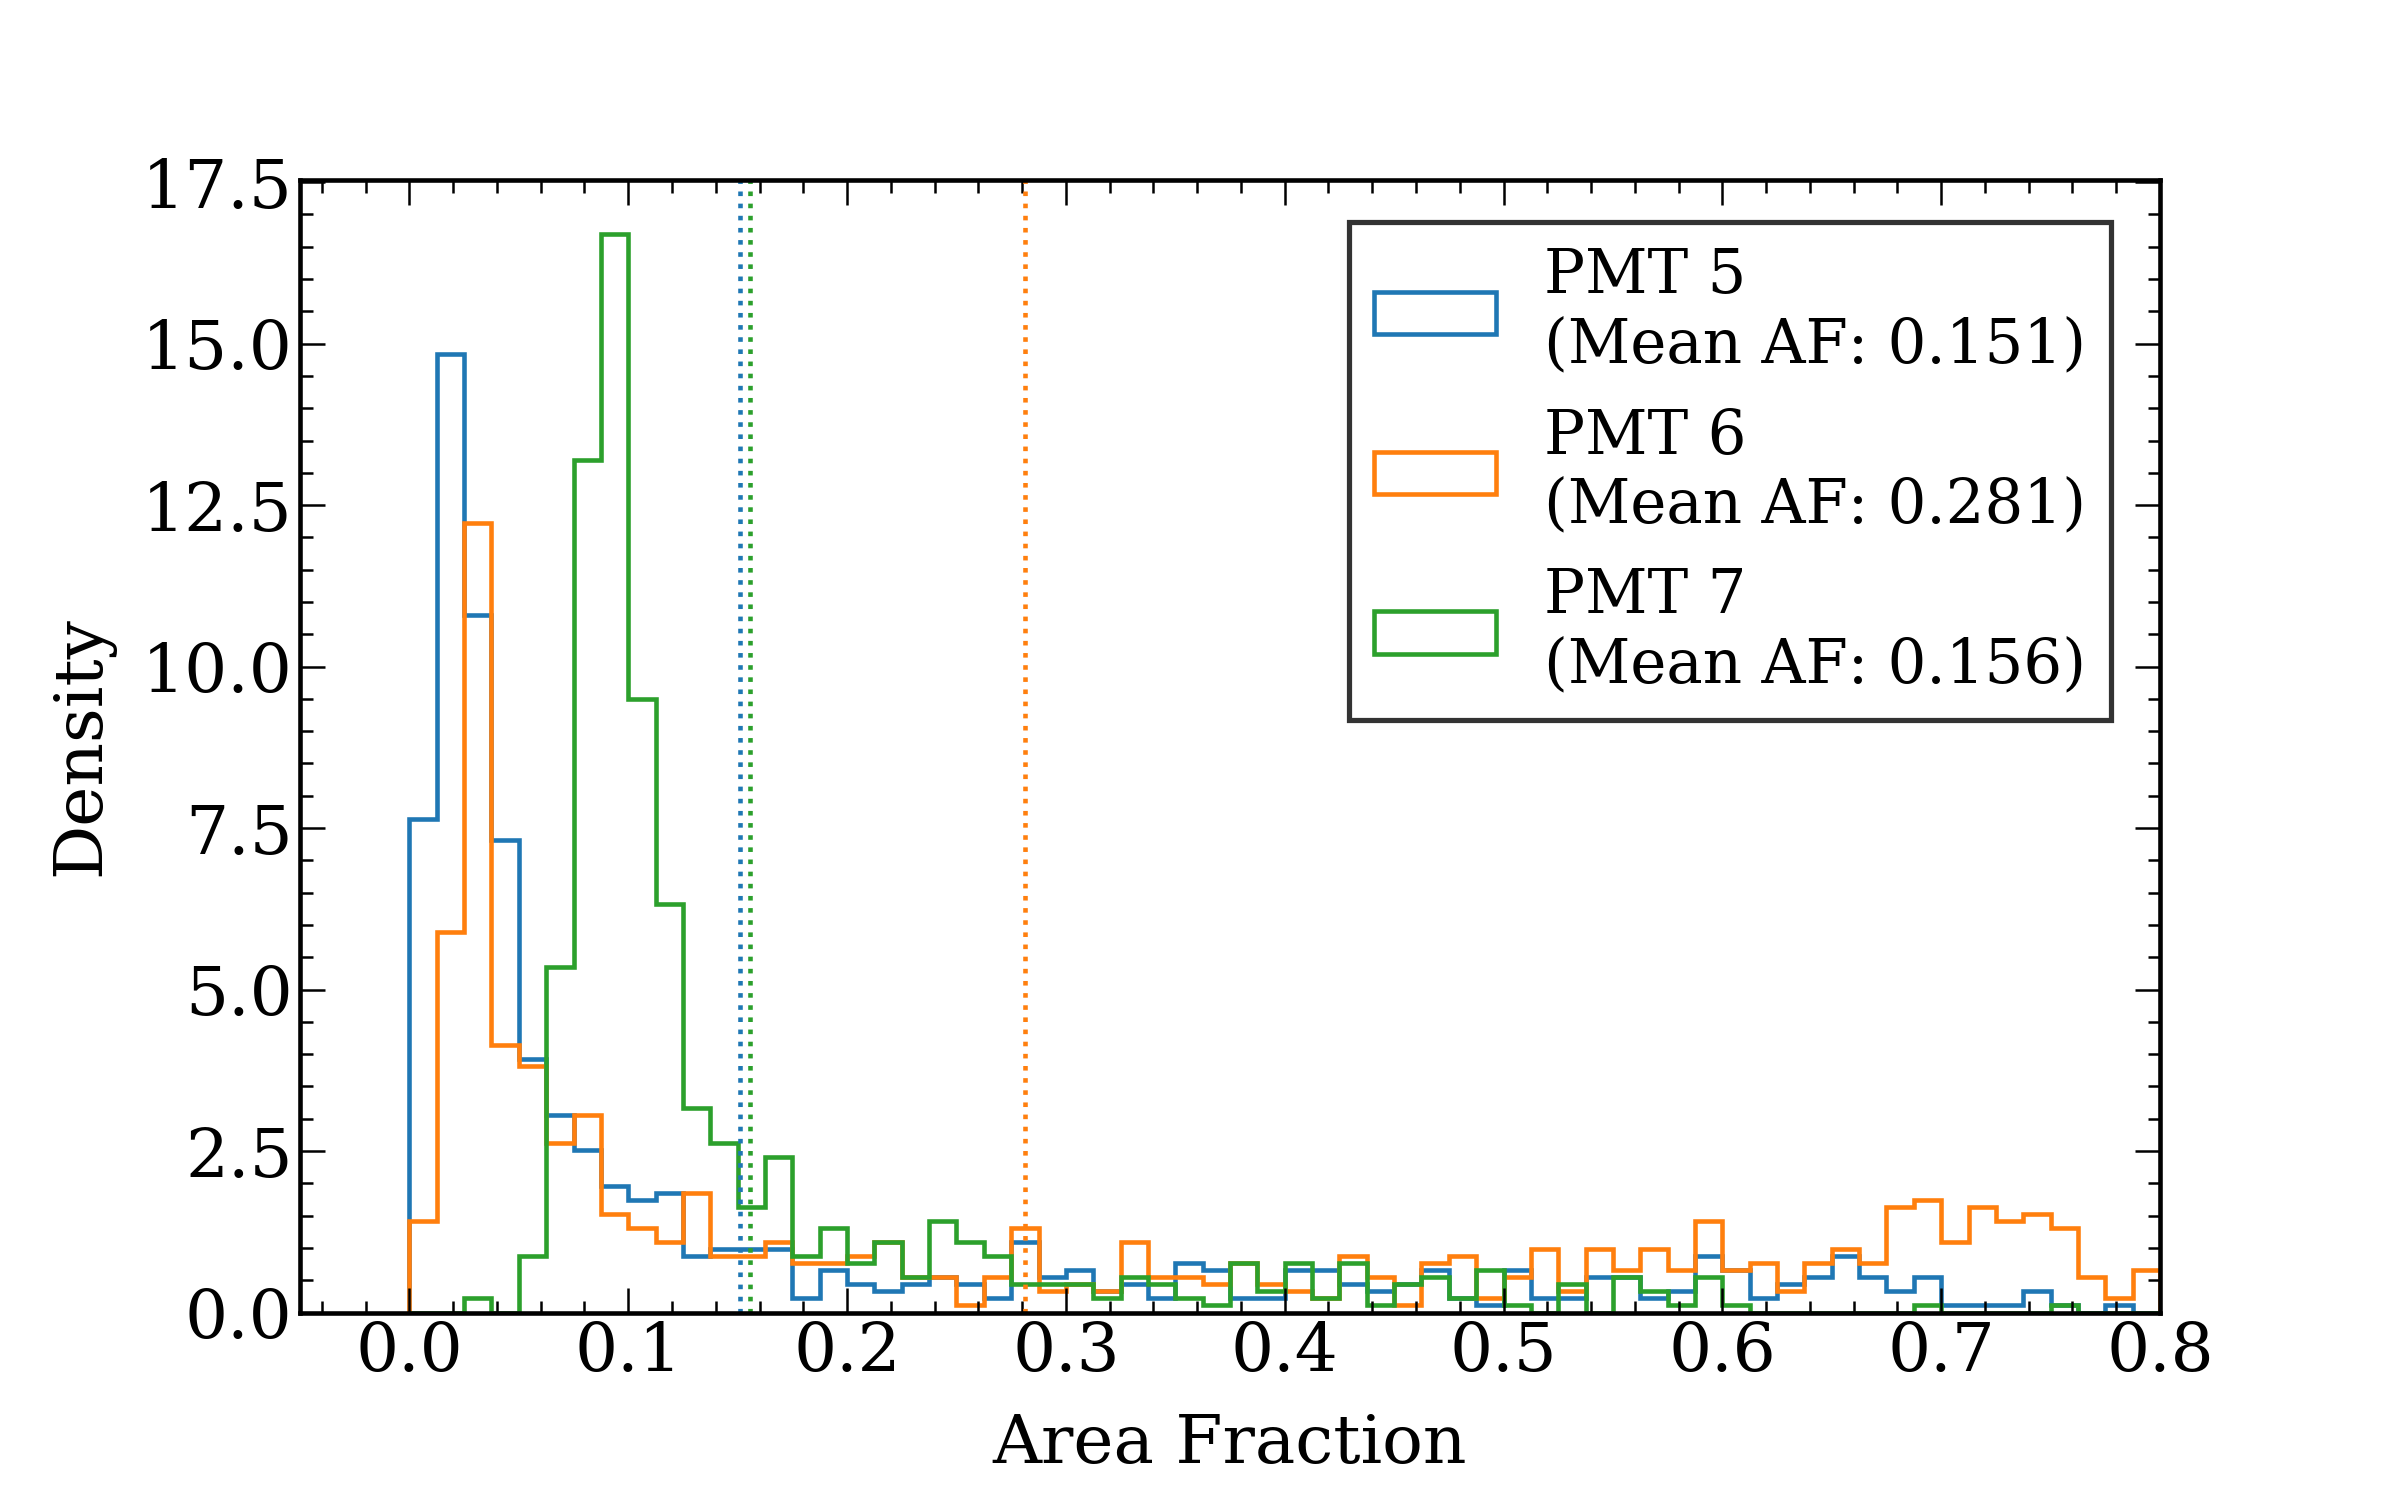 17.5
15.0
12.5
10.0
7.5
5.0
2.5
0.0
Density
PMT 5
(Mean AF: 0.151)
PMT 6
(Mean AF: 0.281)
PMT 7
(Mean AF: 0.156)
0.0 0.1 0.2 0.3 0.4 0.5 0.6 0.7 0.8
Area Fraction